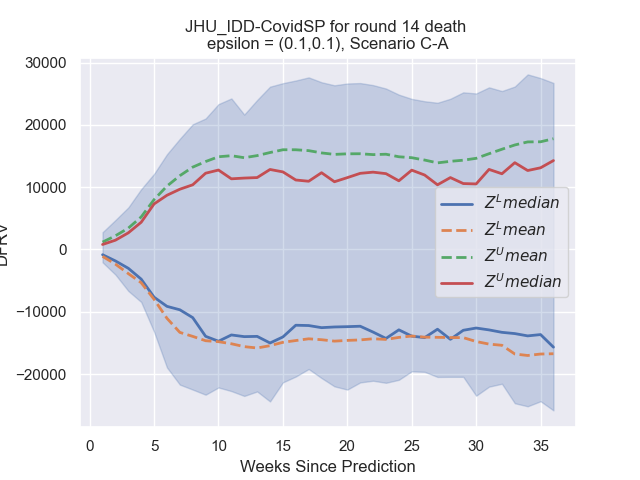 JHU_IDD-CovidSP for round 14 death
epsilon = (0.1,0.1), Scenario C-A
30000
20000
10000
0
−10000
−20000
DFRV
Z^L median
Z^L mean
Z^U mean
Z^U median
0 5 10 15 20 25 30 35
Weeks Since Prediction